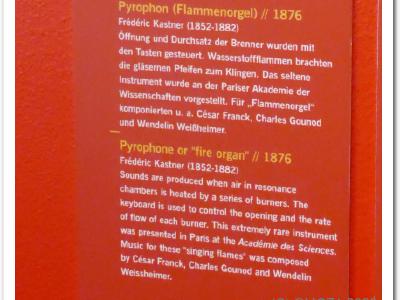 Pyrophon (Flammenorgel) // 1876
Frédéric Kastner (1852-1882)
Öffnung und Durchsatz der Brenner wurden mit
den Tasten gesteuert. Wasserstoffflammen brachten
die gläsernen Pfeifen zum Klingen. Das seltene
Instrument wurde an der Pariser Akademie der
Wissenschaften vorgestellt. Für „Flammenorgel"
komponierten u. a. César Franck, Charles Gounod
und Wendelin Weißheimer.
Pyrophone or "fire organ" // 1876
Frédéric Kastner (1852-1882)
Sounds are produced when air in resonance
chambers is heated by a series of burners. The
keyboard is used to control the opening and the rate
of flow of each burner. This extremely rare instrument
was presented in Paris at the Académie des Sciences.
Music for these "singing flames" was composed
by César Franck, Charles Gounod and Wendelin
Weissheimer.